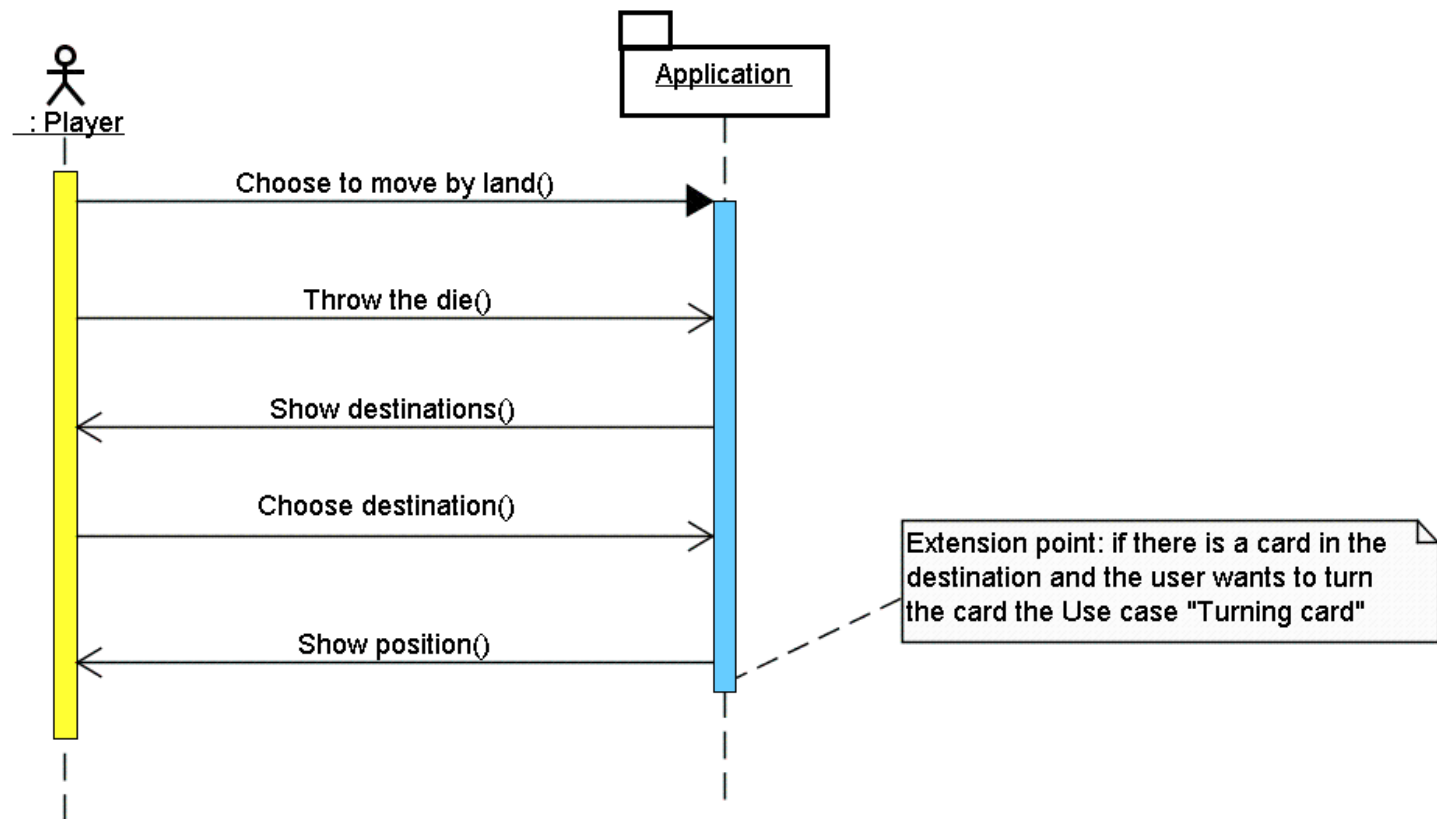 Application
: Player
Choose to move by land()
Throw the die()
Show destinations()
Choose destination()
Extension point: if there is a card in the
destination and the user wants to turn
the card the Use case "Turning card"
Show position()